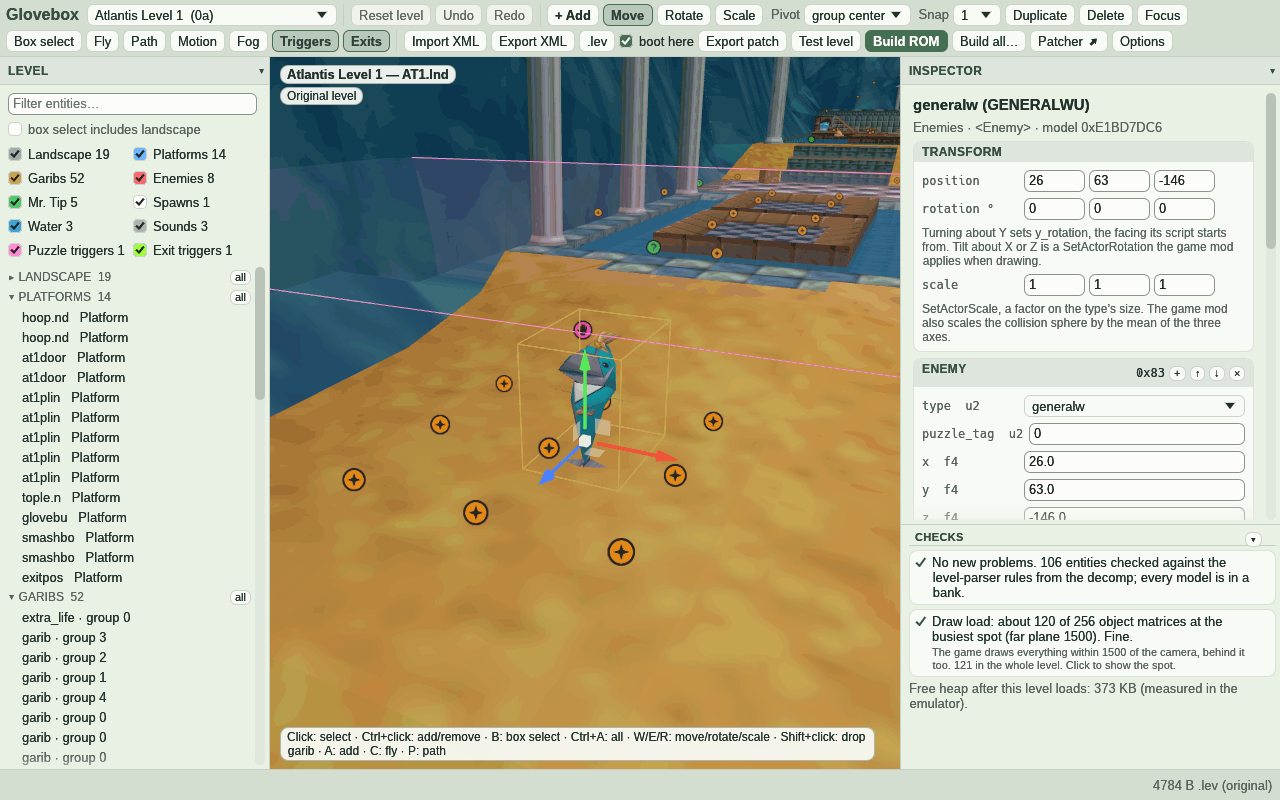 Glovebox Atlantis Level 1 (0a) Reset level Undo Redo + Add Move Rotate Scale Pivot group center Snap 1 Duplicate Delete Focus
Box select Fly Path Motion Fog Triggers Exits Import XML Export XML .lev boot here Export patch Test level Build ROM Build all… Patcher ⬈ Options
LEVEL
Filter entities…
box select includes landscape
Landscape 19 Platforms 14
Garibs 52 Enemies 8
Mr. Tip 5 Spawns 1
Water 3 Sounds 3
Puzzle triggers 1 Exit triggers 1
LANDSCAPE 19 all
PLATFORMS 14 all
hoop.nd Platform
hoop.nd Platform
at1door Platform
at1door Platform
at1plin Platform
at1plin Platform
at1plin Platform
at1plin Platform
at1plin Platform
tople.n Platform
glovebu Platform
smashbo Platform
smashbo Platform
exitpos Platform
GARIBS 52 all
extra_life · group 0
garib · group 3
garib · group 2
garib · group 1
garib · group 4
garib · group 0
garib · group 0
garib · group 0
Atlantis Level 1 — AT1.lnd
Original level
Click: select · Ctrl+click: add/remove · B: box select · Ctrl+A: all · W/E/R: move/rotate/scale · Shift+click: drop
garib · A: add · C: fly · P: path
INSPECTOR
generalw (GENERALWU)
Enemies · <Enemy> · model 0xE1BD7DC6
TRANSFORM
position 26 63 -146
rotation ° 0 0 0
Turning about Y sets y_rotation, the facing its script starts
from. Tilt about X or Z is a SetActorRotation the game mod
applies when drawing.
scale 1 1 1
SetActorScale, a factor on the type's size. The game mod
also scales the collision sphere by the mean of the three
axes.
ENEMY 0x83 + ↑ ↓ ×
type u2 generalw
puzzle_tag u2 0
x f4 26.0
y f4 63.0
z f4 -146.0
CHECKS
No new problems. 106 entities checked against the
level-parser rules from the decomp; every model is in a
bank.
Draw load: about 120 of 256 object matrices at the
busiest spot (far plane 1500). Fine.
The game draws everything within 1500 of the camera, behind it
too. 121 in the whole level. Click to show the spot.
Free heap after this level loads: 373 KB (measured in the
emulator).
4784 B .lev (original)